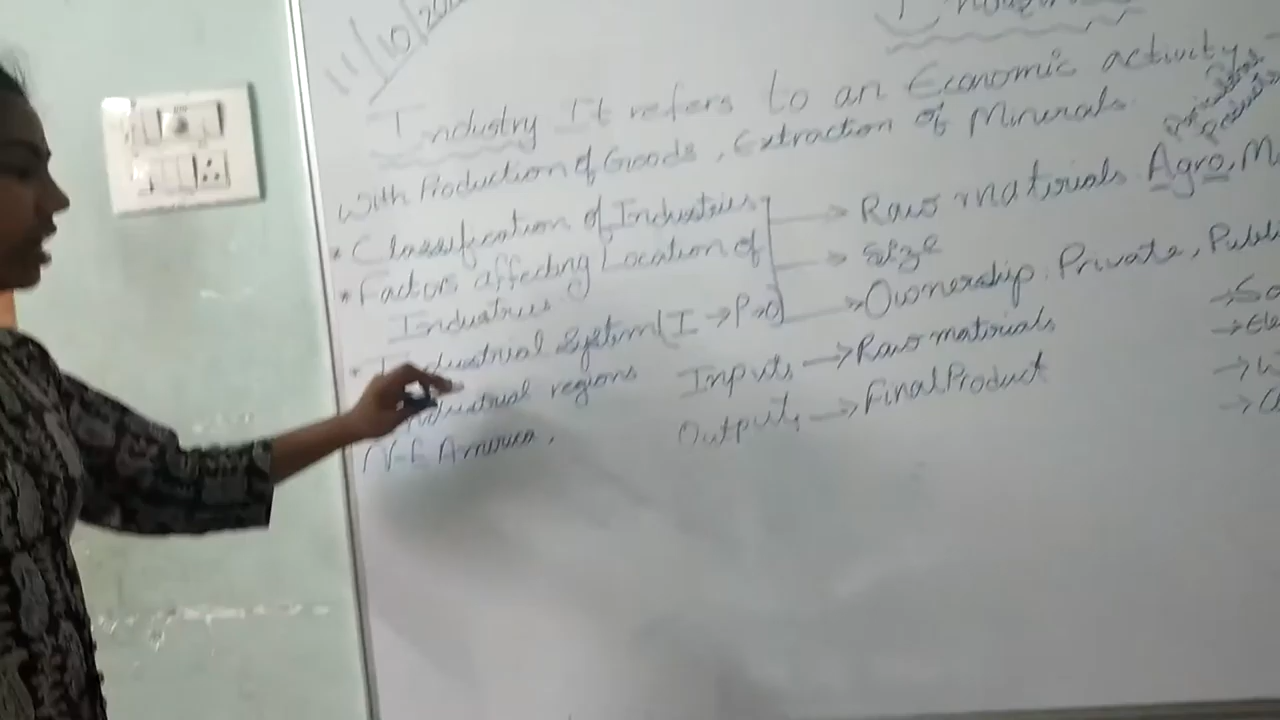 11/10/20
Industry It refers to an Economic activity
With Production of Goods, Extraction of Minerals
• Classification of Industries → Raw materials Agro, M
• Factors affecting Location of → Size
Industries → Ownership. Private, Publi
• Industrial System (I → P → O)
Inputs → Raw materials
Industrial regions
Outputs → Final Product
N-E America,